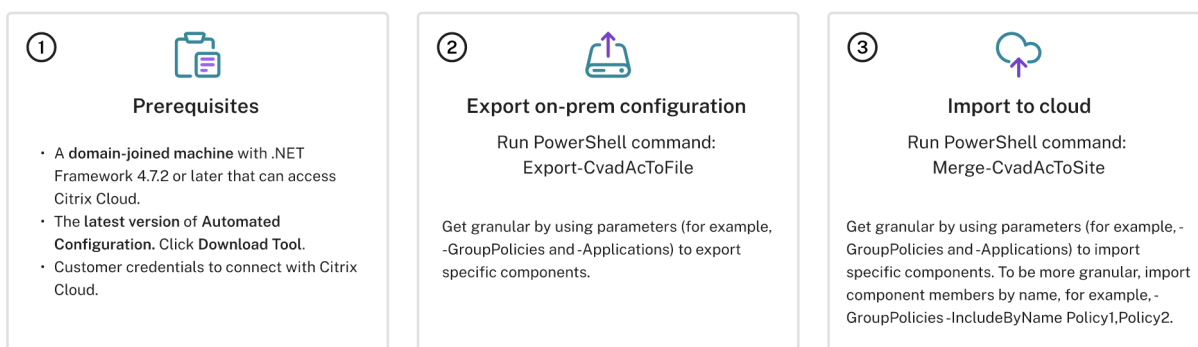 1
Prerequisites
• A domain-joined machine with .NET
Framework 4.7.2 or later that can access
Citrix Cloud.
• The latest version of Automated
Configuration. Click Download Tool.
• Customer credentials to connect with Citrix
Cloud.
2
Export on-prem configuration
Run PowerShell command:
Export-CvadAcToFile
Get granular by using parameters (for example,
-GroupPolicies and -Applications) to export
specific components.
3
Import to cloud
Run PowerShell command:
Merge-CvadAcToSite
Get granular by using parameters (for example, -
GroupPolicies and -Applications) to import
specific components. To be more granular, import
component members by name, for example, -
GroupPolicies -IncludeByName Policy1,Policy2.